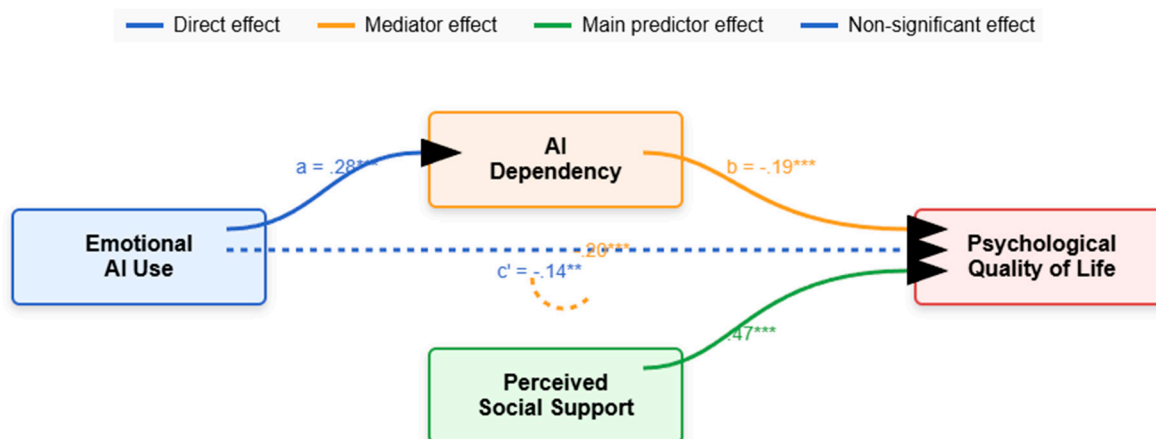 Direct effect
Mediator effect
Main predictor effect
Non-significant effect
AI
Dependency
a = .28***
b = -.19***
Emotional
AI Use
.20***
c' = -.14**
Psychological
Quality of Life
.47***
Perceived
Social Support